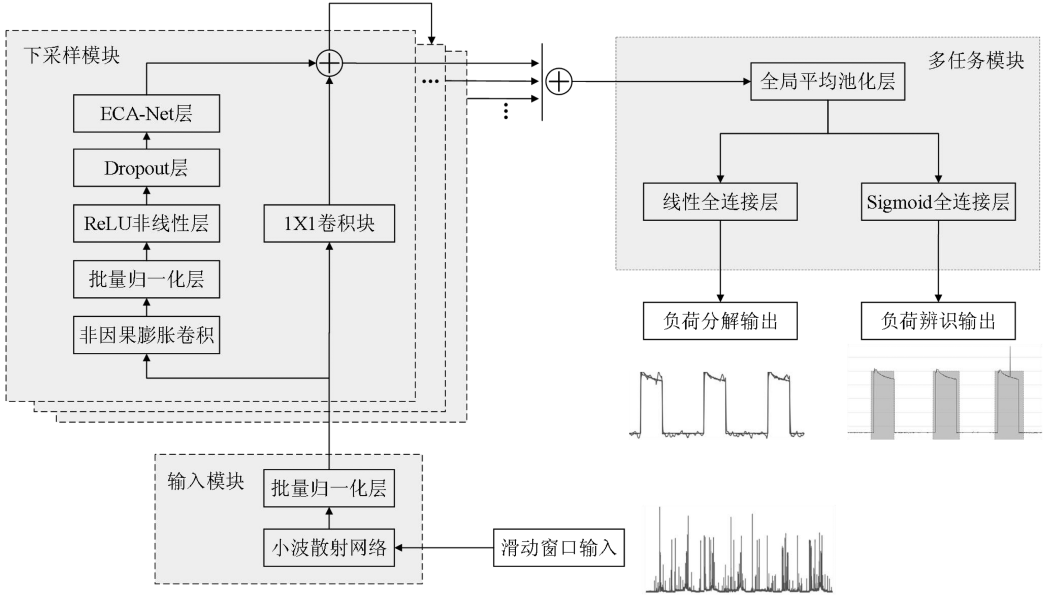 下采样模块
ECA-Net层
Dropout层
ReLU非线性层
批量归一化层
非因果膨胀卷积
1X1卷积块
...
多任务模块
全局平均池化层
线性全连接层
Sigmoid全连接层
负荷分解输出
负荷辨识输出
输入模块
批量归一化层
小波散射网络
滑动窗口输入